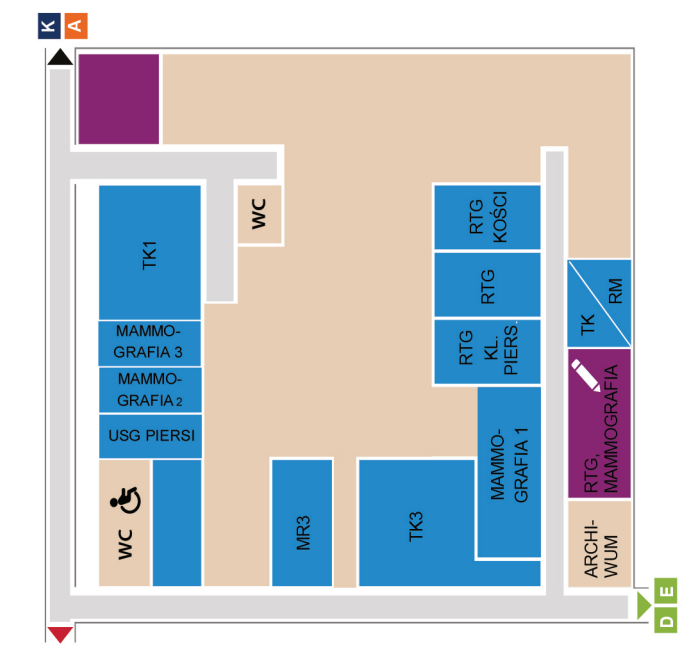 K A
WC
TK1
RTG
KOŚCI
RTG
TK
RM
MAMMO-
GRAFIA 3
RTG
KL.
PIERS.
MAMMO-
GRAFIA 2
RTG,
MAMMOGRAFIA
USG PIERSI
MAMMO-
GRAFIA 1
WC
MR3
TK3
ARCHI-
WUM
D E